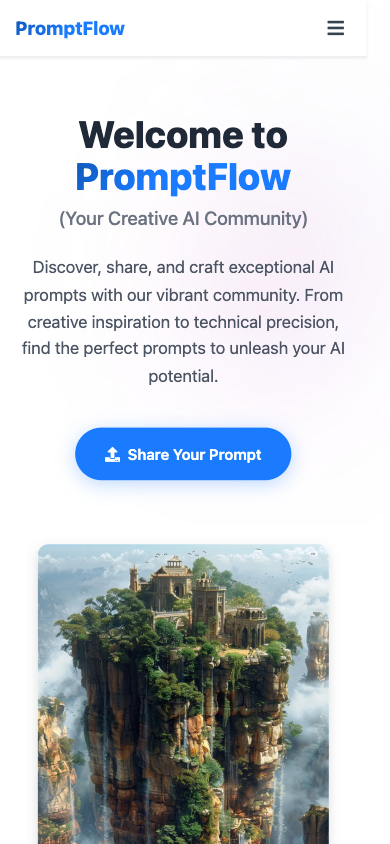 PromptFlow
Welcome to
PromptFlow
(Your Creative AI Community)
Discover, share, and craft exceptional AI
prompts with our vibrant community. From
creative inspiration to technical precision,
find the perfect prompts to unleash your AI
potential.
Share Your Prompt